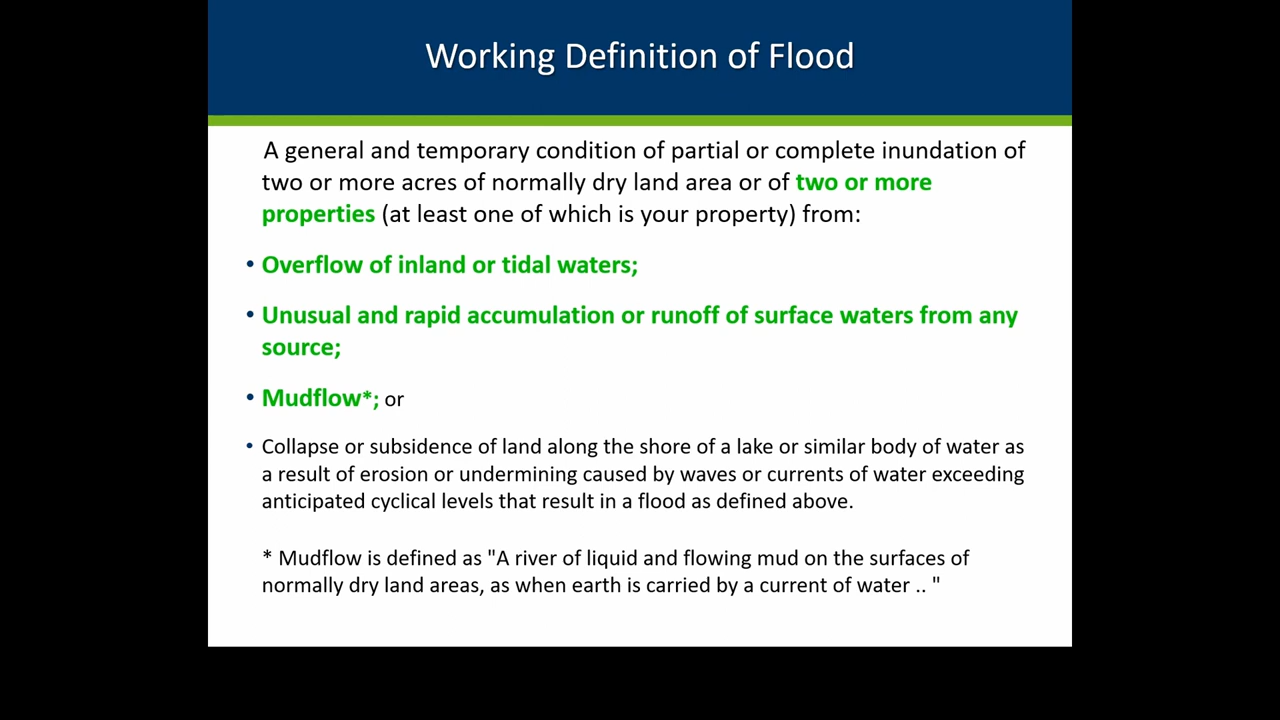 Working Definition of Flood
A general and temporary condition of partial or complete inundation of
two or more acres of normally dry land area or of two or more
properties (at least one of which is your property) from:
• Overflow of inland or tidal waters;
• Unusual and rapid accumulation or runoff of surface waters from any
source;
• Mudflow*; or
• Collapse or subsidence of land along the shore of a lake or similar body of water as
a result of erosion or undermining caused by waves or currents of water exceeding
anticipated cyclical levels that result in a flood as defined above.
* Mudflow is defined as "A river of liquid and flowing mud on the surfaces of
normally dry land areas, as when earth is carried by a current of water .. "